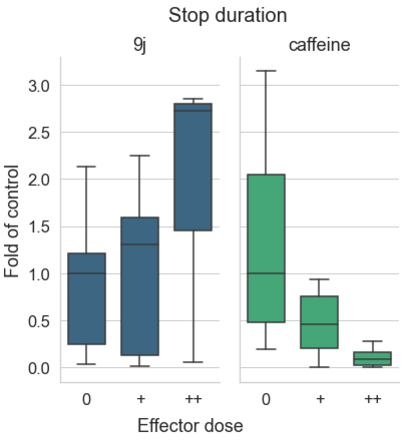 Stop duration
9j
caffeine
Fold of control
3.0
2.5
2.0
1.5
1.0
0.5
0.0
0 + ++
0 + ++
Effector dose